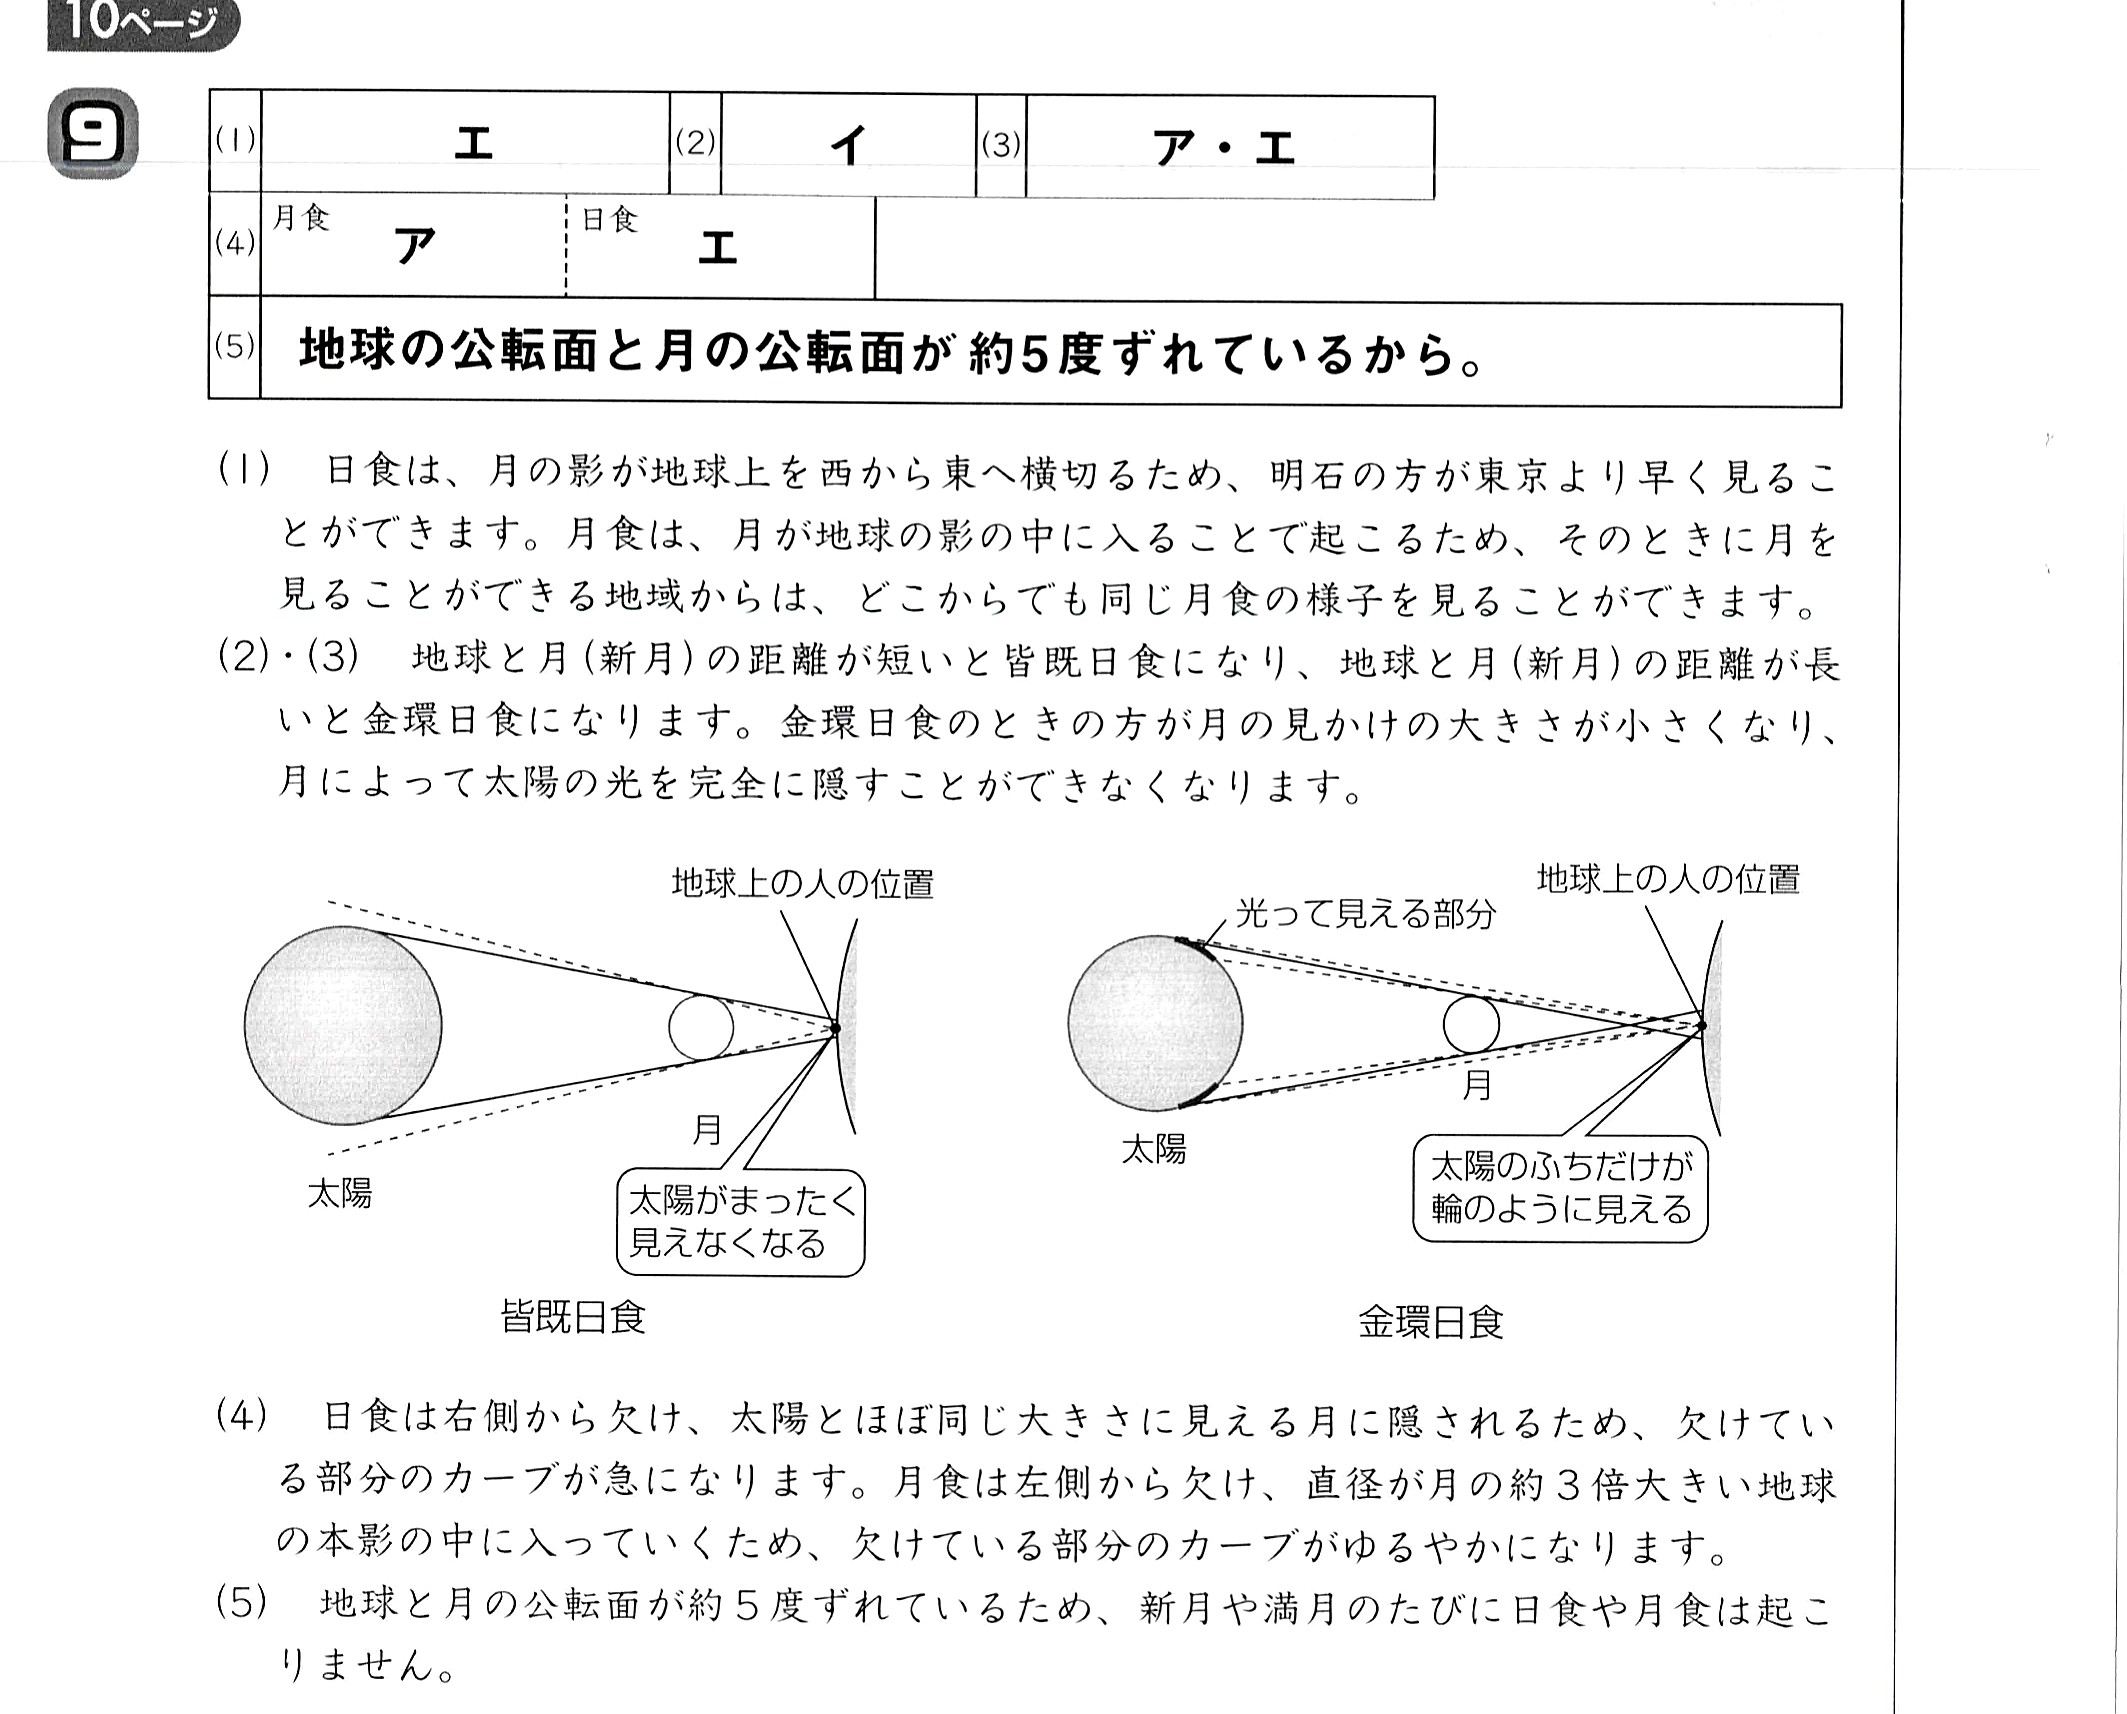 10ページ
9
(1) エ (2) イ (3) ア・エ
(4) 月食 ア 日食 エ
(5) 地球の公転面と月の公転面が約5度ずれているから。
(1) 日食は、月の影が地球上を西から東へ横切るため、明石の方が東京より早く見るこ
とができます。月食は、月が地球の影の中に入ることで起こるため、そのときに月を
見ることができる地域からは、どこからでも同じ月食の様子を見ることができます。
(2)・(3) 地球と月(新月)の距離が短いと皆既日食になり、地球と月(新月)の距離が長
いと金環日食になります。金環日食のときの方が月の見かけの大きさが小さくなり、
月によって太陽の光を完全に隠すことができなくなります。
地球上の人の位置
月
太陽
太陽がまったく
見えなくなる
皆既日食
地球上の人の位置
光って見える部分
月
太陽
太陽のふちだけが
輪のように見える
金環日食
(4) 日食は右側から欠け、太陽とほぼ同じ大きさに見える月に隠されるため、欠けてい
る部分のカーブが急になります。月食は左側から欠け、直径が月の約3倍大きい地球
の本影の中に入っていくため、欠けている部分のカーブがゆるやかになります。
(5) 地球と月の公転面が約5度ずれているため、新月や満月のたびに日食や月食は起こ
りません。